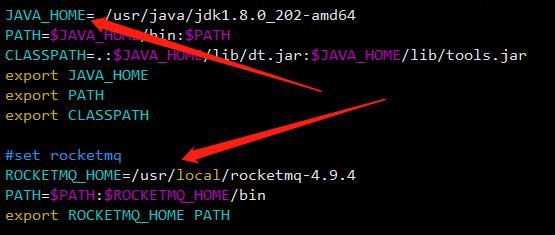 JAVA_HOME= /usr/java/jdk1.8.0_202-amd64
PATH=$JAVA_HOME/bin:$PATH
CLASSPATH=.:$JAVA_HOME/lib/dt.jar:$JAVA_HOME/lib/tools.jar
export JAVA_HOME
export PATH
export CLASSPATH
#set rocketmq
ROCKETMQ_HOME=/usr/local/rocketmq-4.9.4
PATH=$PATH:$ROCKETMQ_HOME/bin
export ROCKETMQ_HOME PATH